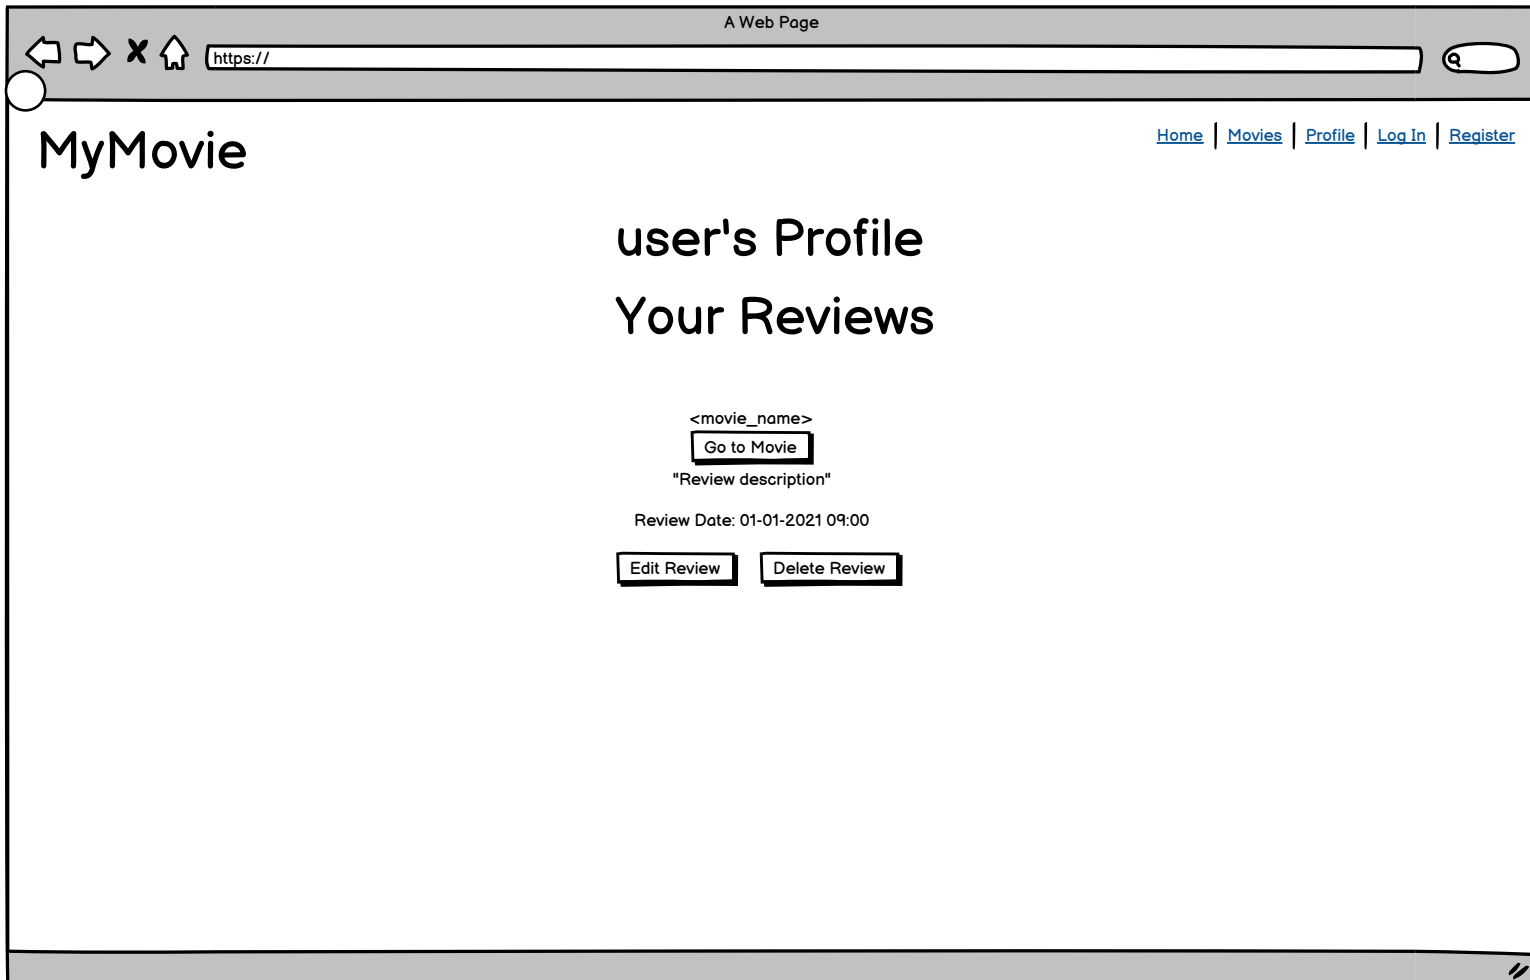 A Web Page
https://
MyMovie
Home | Movies | Profile | Log In | Register
user's Profile
Your Reviews
<movie_name>
Go to Movie
"Review description"
Review Date: 01-01-2021 09:00
Edit Review Delete Review